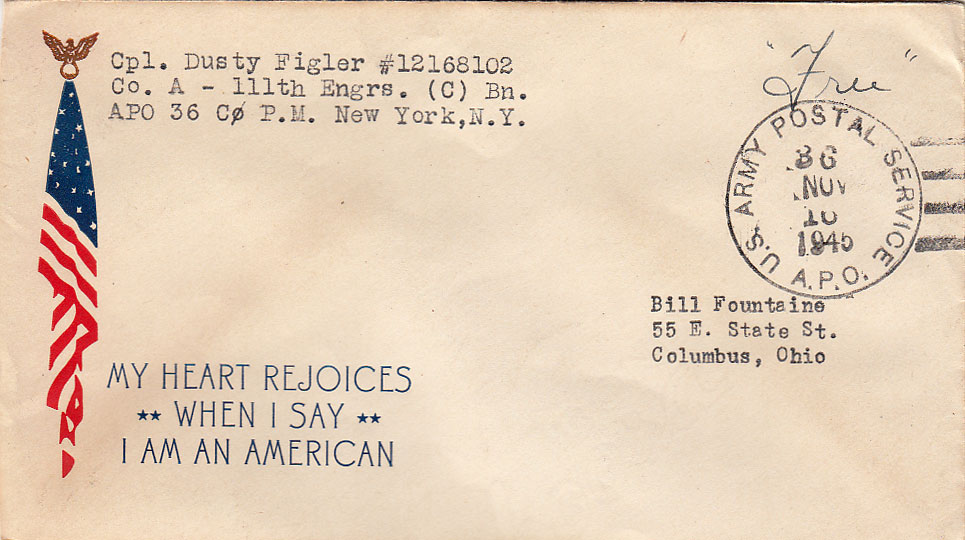 Cpl. Dusty Figler #12168102
Co. A - 111th Engrs. (C) Bn.
APO 36 C/o P.M. New York,N.Y.
"Free"
U.S. ARMY POSTAL SERVICE
A.P.O.
36
NOV
1945
Bill Fountaine
55 E. State St.
Columbus, Ohio
MY HEART REJOICES
★★ WHEN I SAY ★★
I AM AN AMERICAN